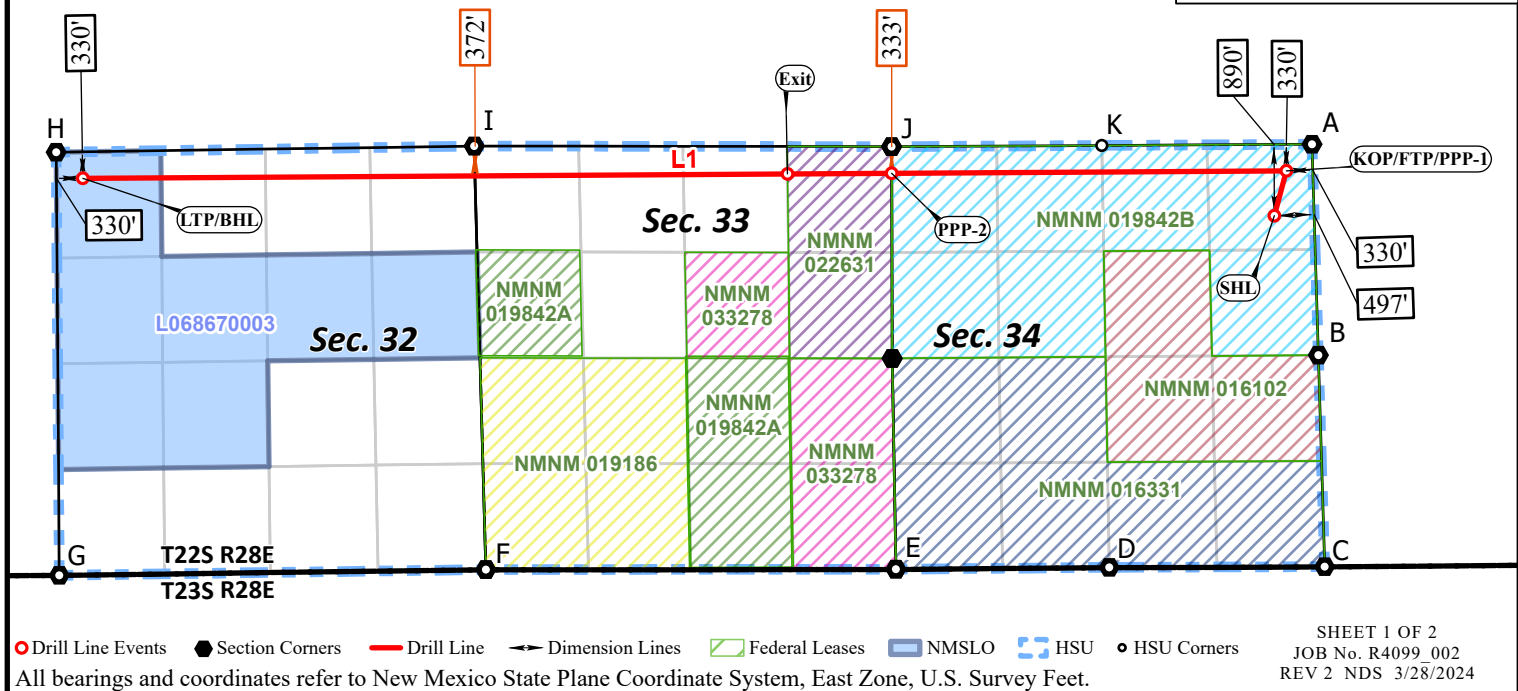 330'
372'
333'
890'
330'
Exit
H
I
J
K
A
L1
KOP/FTP/PPP-1
LTP/BHL
330'
Sec. 33
NMNM 019842B
PPP-2
NMNM
022631
330'
SHL
497'
NMNM
019842A
NMNM
033278
L068670003
Sec. 32
Sec. 34
B
NMNM 016102
NMNM
019842A
NMNM 019186
NMNM
033278
NMNM 016331
T22S R28E
G
F
E
D
C
T23S R28E
Drill Line Events
Section Corners
Drill Line
Dimension Lines
Federal Leases
NMSLO
HSU
HSU Corners
All bearings and coordinates refer to New Mexico State Plane Coordinate System, East Zone, U.S. Survey Feet.
SHEET 1 OF 2
JOB No. R4099_002
REV 2 NDS 3/28/2024